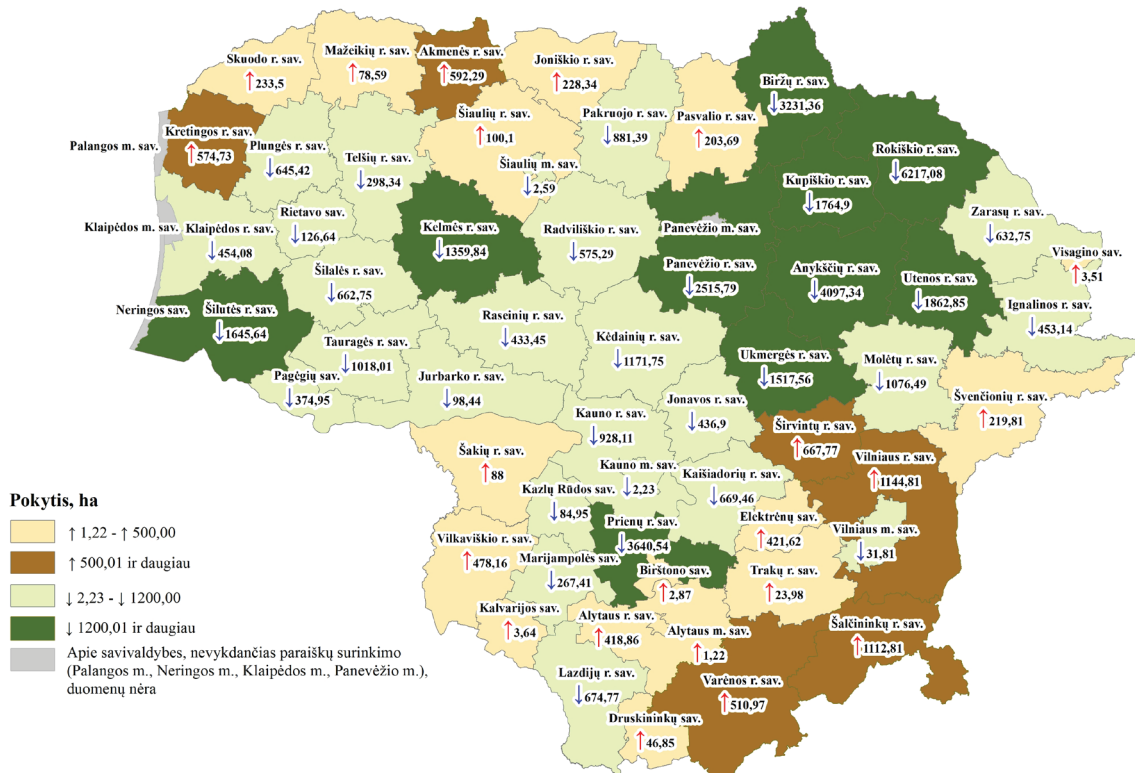 Skuodo r. sav.
↑ 233,5
Mažeikių r. sav.
↑ 78,59
Akmenės r. sav.
↑ 592,29
Joniškio r. sav.
↑ 228,34
Biržų r. sav.
↓ 3231,36
Kretingos r. sav.
↑ 574,73
Palangos m. sav.
Plungės r. sav.
↓ 645,42
Telšių r. sav.
↓ 298,34
Šiaulių r. sav.
↑ 100,1
Šiaulių m. sav.
↓ 2,59
Pakruojo r. sav.
↓ 881,39
Pasvalio r. sav.
↑ 203,69
Rokiškio r. sav.
↓ 6217,08
Kupiškio r. sav.
↓ 1764,9
Zarasų r. sav.
↓ 632,75
Visagino sav.
↑ 3,51
Klaipėdos m. sav.
Klaipėdos r. sav.
↓ 454,08
Rietavo sav.
↓ 126,64
Kelmės r. sav.
↓ 1359,84
Radviliškio r. sav.
↓ 575,29
Panevėžio m. sav.
Panevėžio r. sav.
↓ 2515,79
Anykščių r. sav.
↓ 4097,34
Utenos r. sav.
↓ 1862,85
Ignalinos r. sav.
↓ 453,14
Neringos sav.
Šilutės r. sav.
↓ 1645,64
Šilalės r. sav.
↓ 662,75
Tauragės r. sav.
↓ 1018,01
Raseinių r. sav.
↓ 433,45
Kėdainių r. sav.
↓ 1171,75
Ukmergės r. sav.
↓ 1517,56
Molėtų r. sav.
↓ 1076,49
Švenčionių r. sav.
↑ 219,81
Pagėgių sav.
↓ 374,95
Jurbarko r. sav.
↓ 98,44
Jonavos r. sav.
↓ 436,9
Kauno r. sav.
↓ 928,11
Širvintų r. sav.
↑ 667,77
Vilniaus r. sav.
↑ 1144,81
Šakių r. sav.
↑ 88
Kauno m. sav.
↓ 2,23
Kaišiadorių r. sav.
↓ 669,46
Kazlų Rūdos sav.
↓ 84,95
Prienų r. sav.
↓ 3640,54
Elektrėnų sav.
↑ 421,62
Vilniaus m. sav.
↓ 31,81
Vilkaviškio r. sav.
↑ 478,16
Marijampolės sav.
↓ 267,41
Birštono sav.
↑ 2,87
Trakų r. sav.
↑ 23,98
Kalvarijos sav.
↑ 3,64
Alytaus r. sav.
↑ 418,86
Alytaus m. sav.
↑ 1,22
Šalčininkų r. sav.
↑ 1112,81
Lazdijų r. sav.
↓ 674,77
Varėnos r. sav.
↑ 510,97
Druskininkų sav.
↑ 46,85
Pokytis, ha
↑ 1,22 - ↑ 500,00
↑ 500,01 ir daugiau
↓ 2,23 - ↓ 1200,00
↓ 1200,01 ir daugiau
Apie savivaldybes, nevykdančias paraiškų surinkimo
(Palangos m., Neringos m., Klaipėdos m., Panevėžio m.),
duomenų nėra